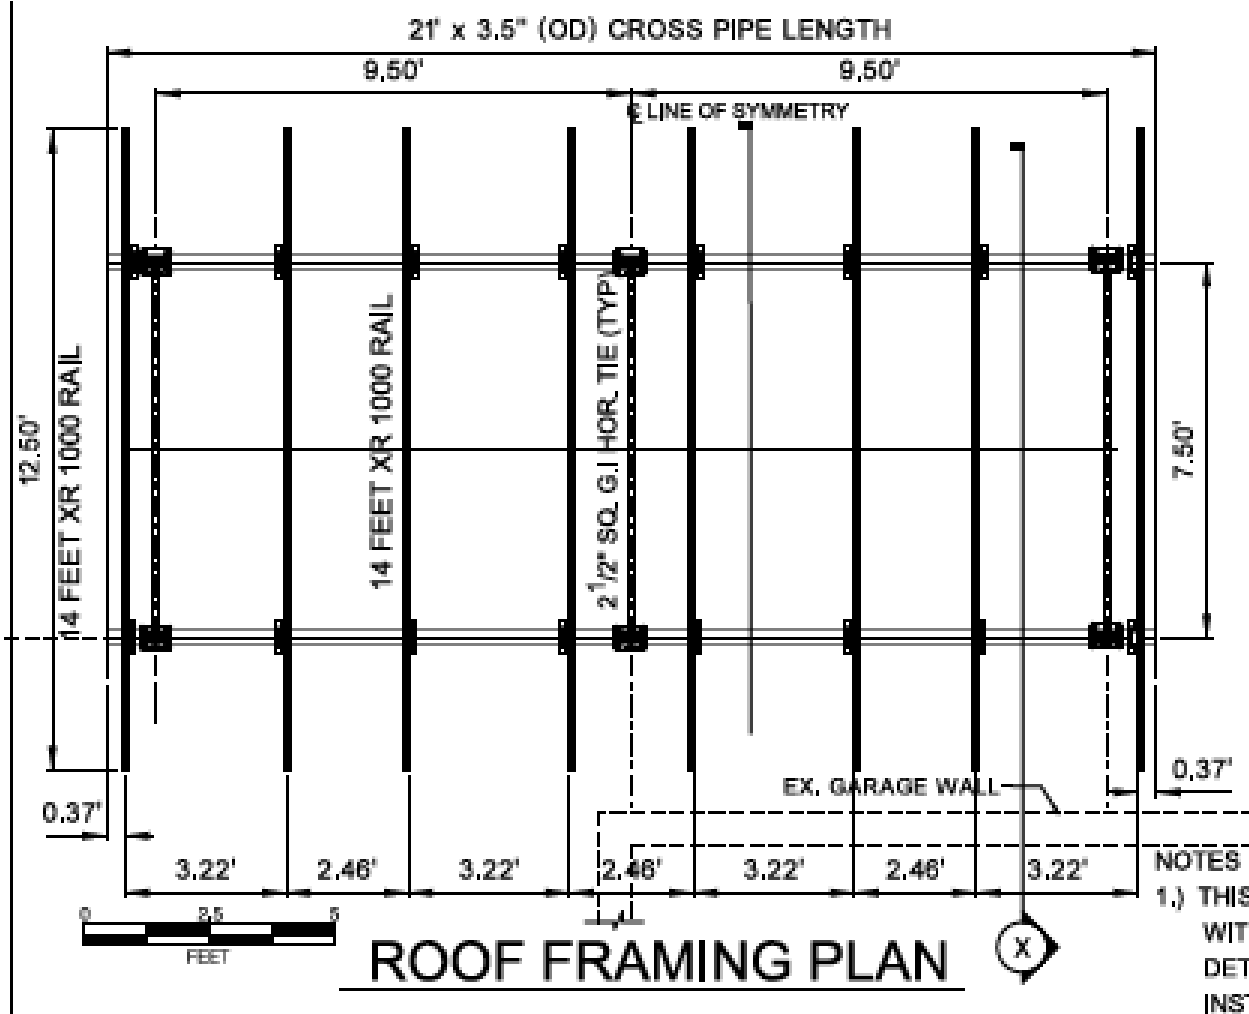 21' x 3.5" (OD) CROSS PIPE LENGTH
9.50'
9.50'
℄ LINE OF SYMMETRY
12.50'
14 FEET XR 1000 RAIL
14 FEET XR 1000 RAIL
2 1/2" SQ. G.I HOR. TIE (TYP)
7.50'
EX. GARAGE WALL
0.37'
0.37'
3.22'
2.46'
3.22'
2.46'
3.22'
2.46'
3.22'
NOTES
1.) THIS
WIT
DET
INST
0
2.5
5
FEET
ROOF FRAMING PLAN
X